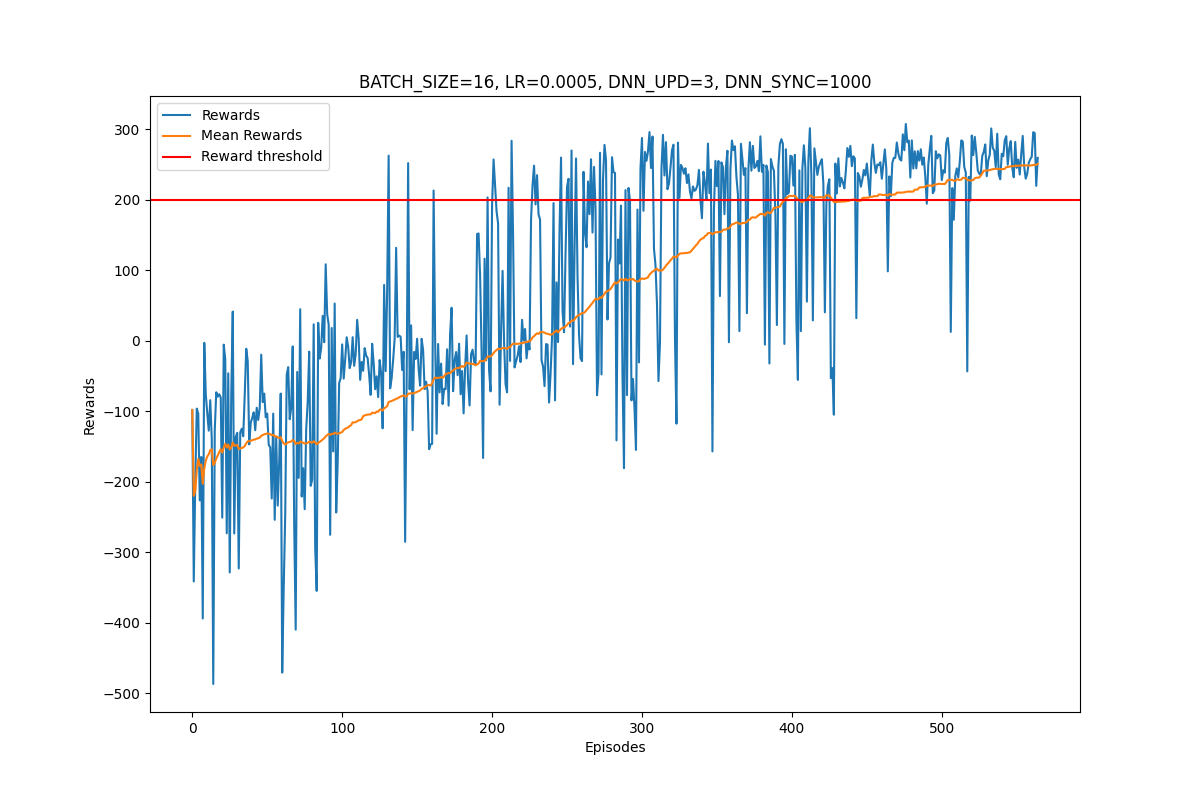 BATCH_SIZE=16, LR=0.0005, DNN_UPD=3, DNN_SYNC=1000
Rewards
Mean Rewards
Reward threshold
300
200
100
0
−100
−200
−300
−400
−500
Rewards
0 100 200 300 400 500
Episodes